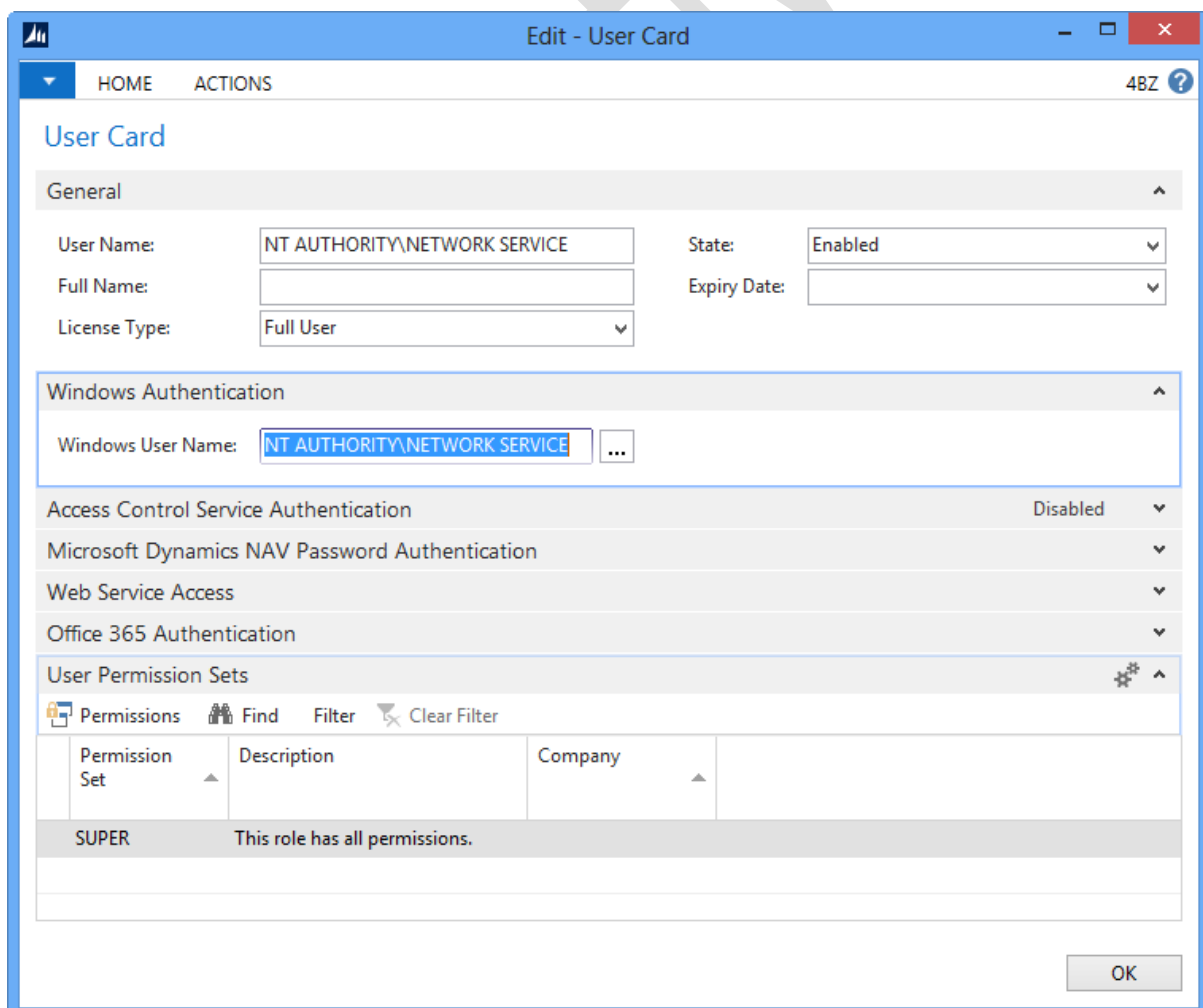 Edit - User Card
HOME ACTIONS 4BZ ?
User Card
General
User Name: NT AUTHORITY\NETWORK SERVICE State: Enabled
Full Name: Expiry Date:
License Type: Full User
Windows Authentication
Windows User Name: NT AUTHORITY\NETWORK SERVICE ...
Access Control Service Authentication Disabled
Microsoft Dynamics NAV Password Authentication
Web Service Access
Office 365 Authentication
User Permission Sets
Permissions Find Filter Clear Filter
Permission Description Company
Set
SUPER This role has all permissions.
OK